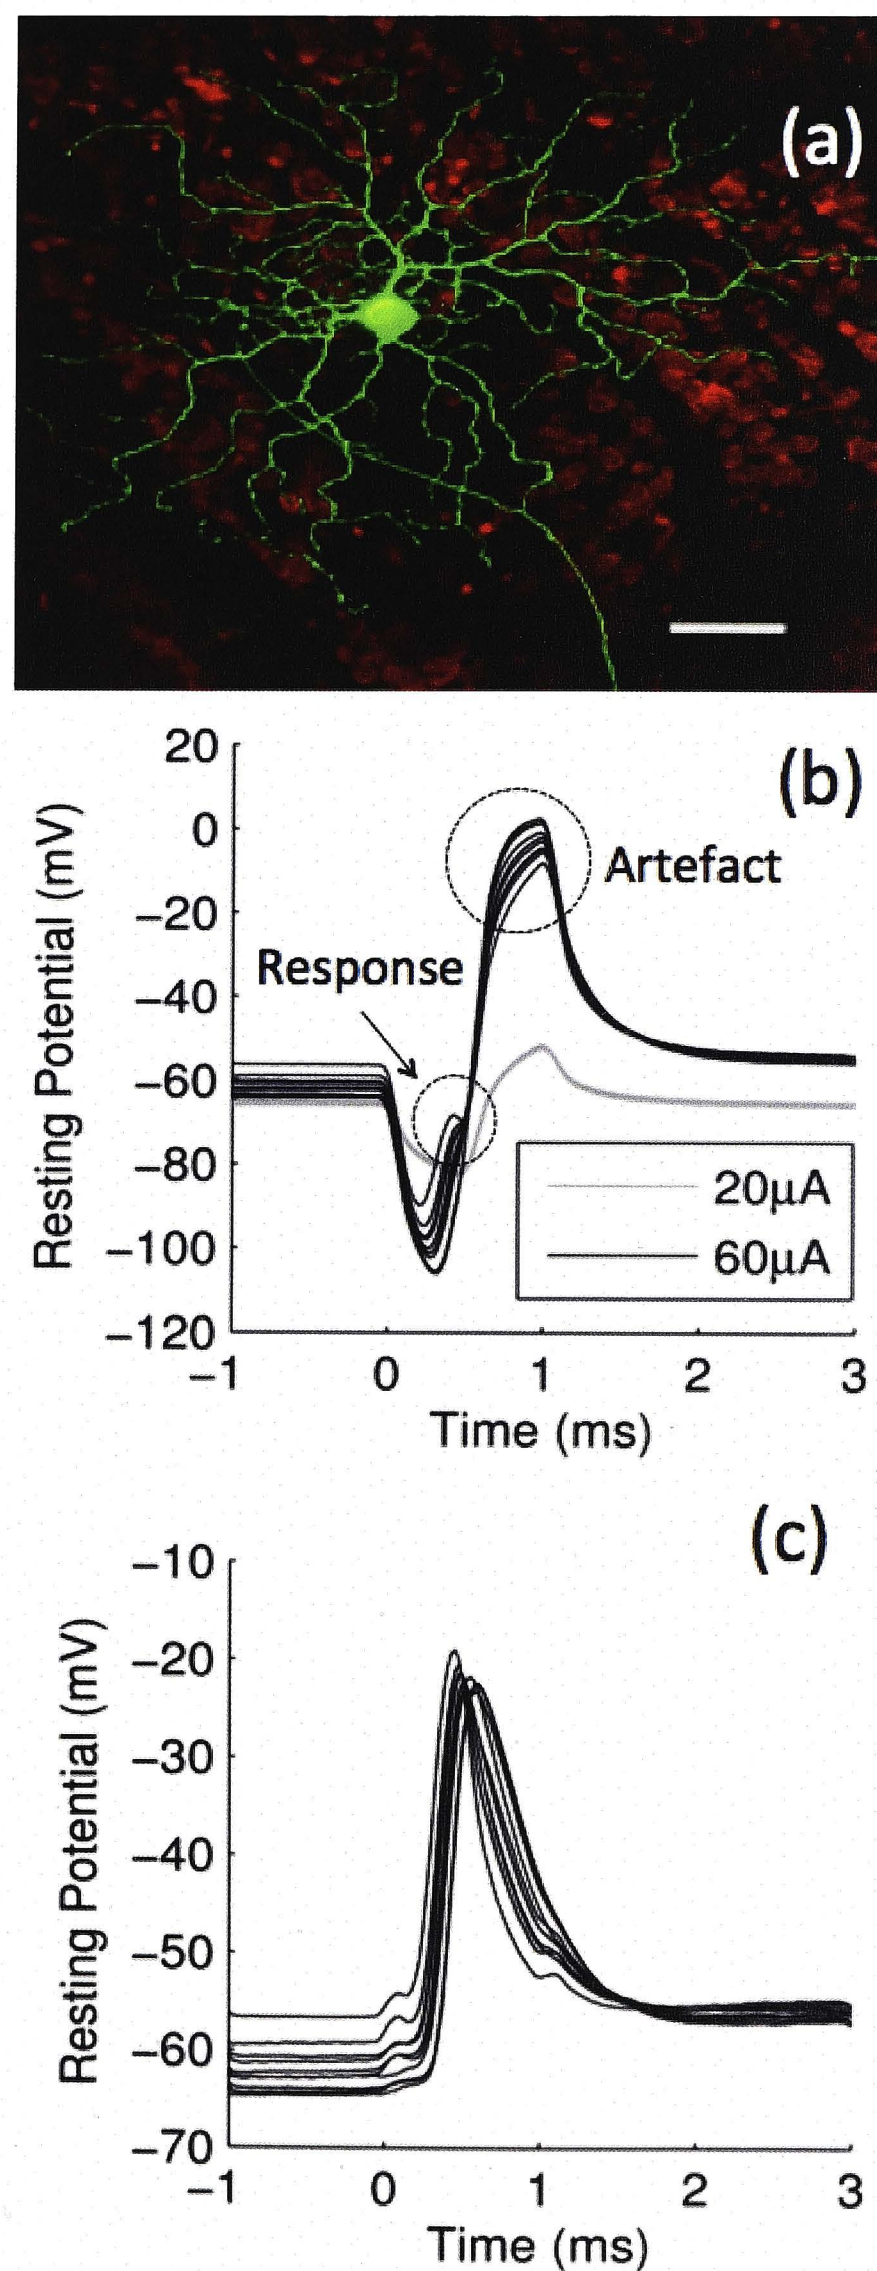 (a)
(b)
20
0
−20
−40
−60
−80
−100
−120
Resting Potential (mV)
Artefact
Response
20μA
60μA
−1 0 1 2 3
Time (ms)
(c)
−10
−20
−30
−40
−50
−60
−70
Resting Potential (mV)
−1 0 1 2 3
Time (ms)